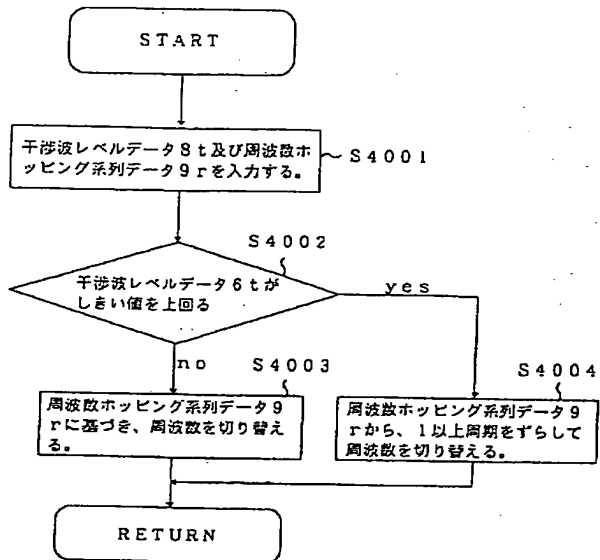 START
干渉波レベルデータ8t及び周波数ホ
ッピング系列データ9rを入力する。
S4001
S4002
干渉波レベルデータ6tが
しきい値を上回る
yes
no
S4003
S4004
周波数ホッピング系列データ9
rに基づき、周波数を切り替え
る。
周波数ホッピング系列データ9
rから、1以上周期をずらして
周波数を切り替える。
RETURN